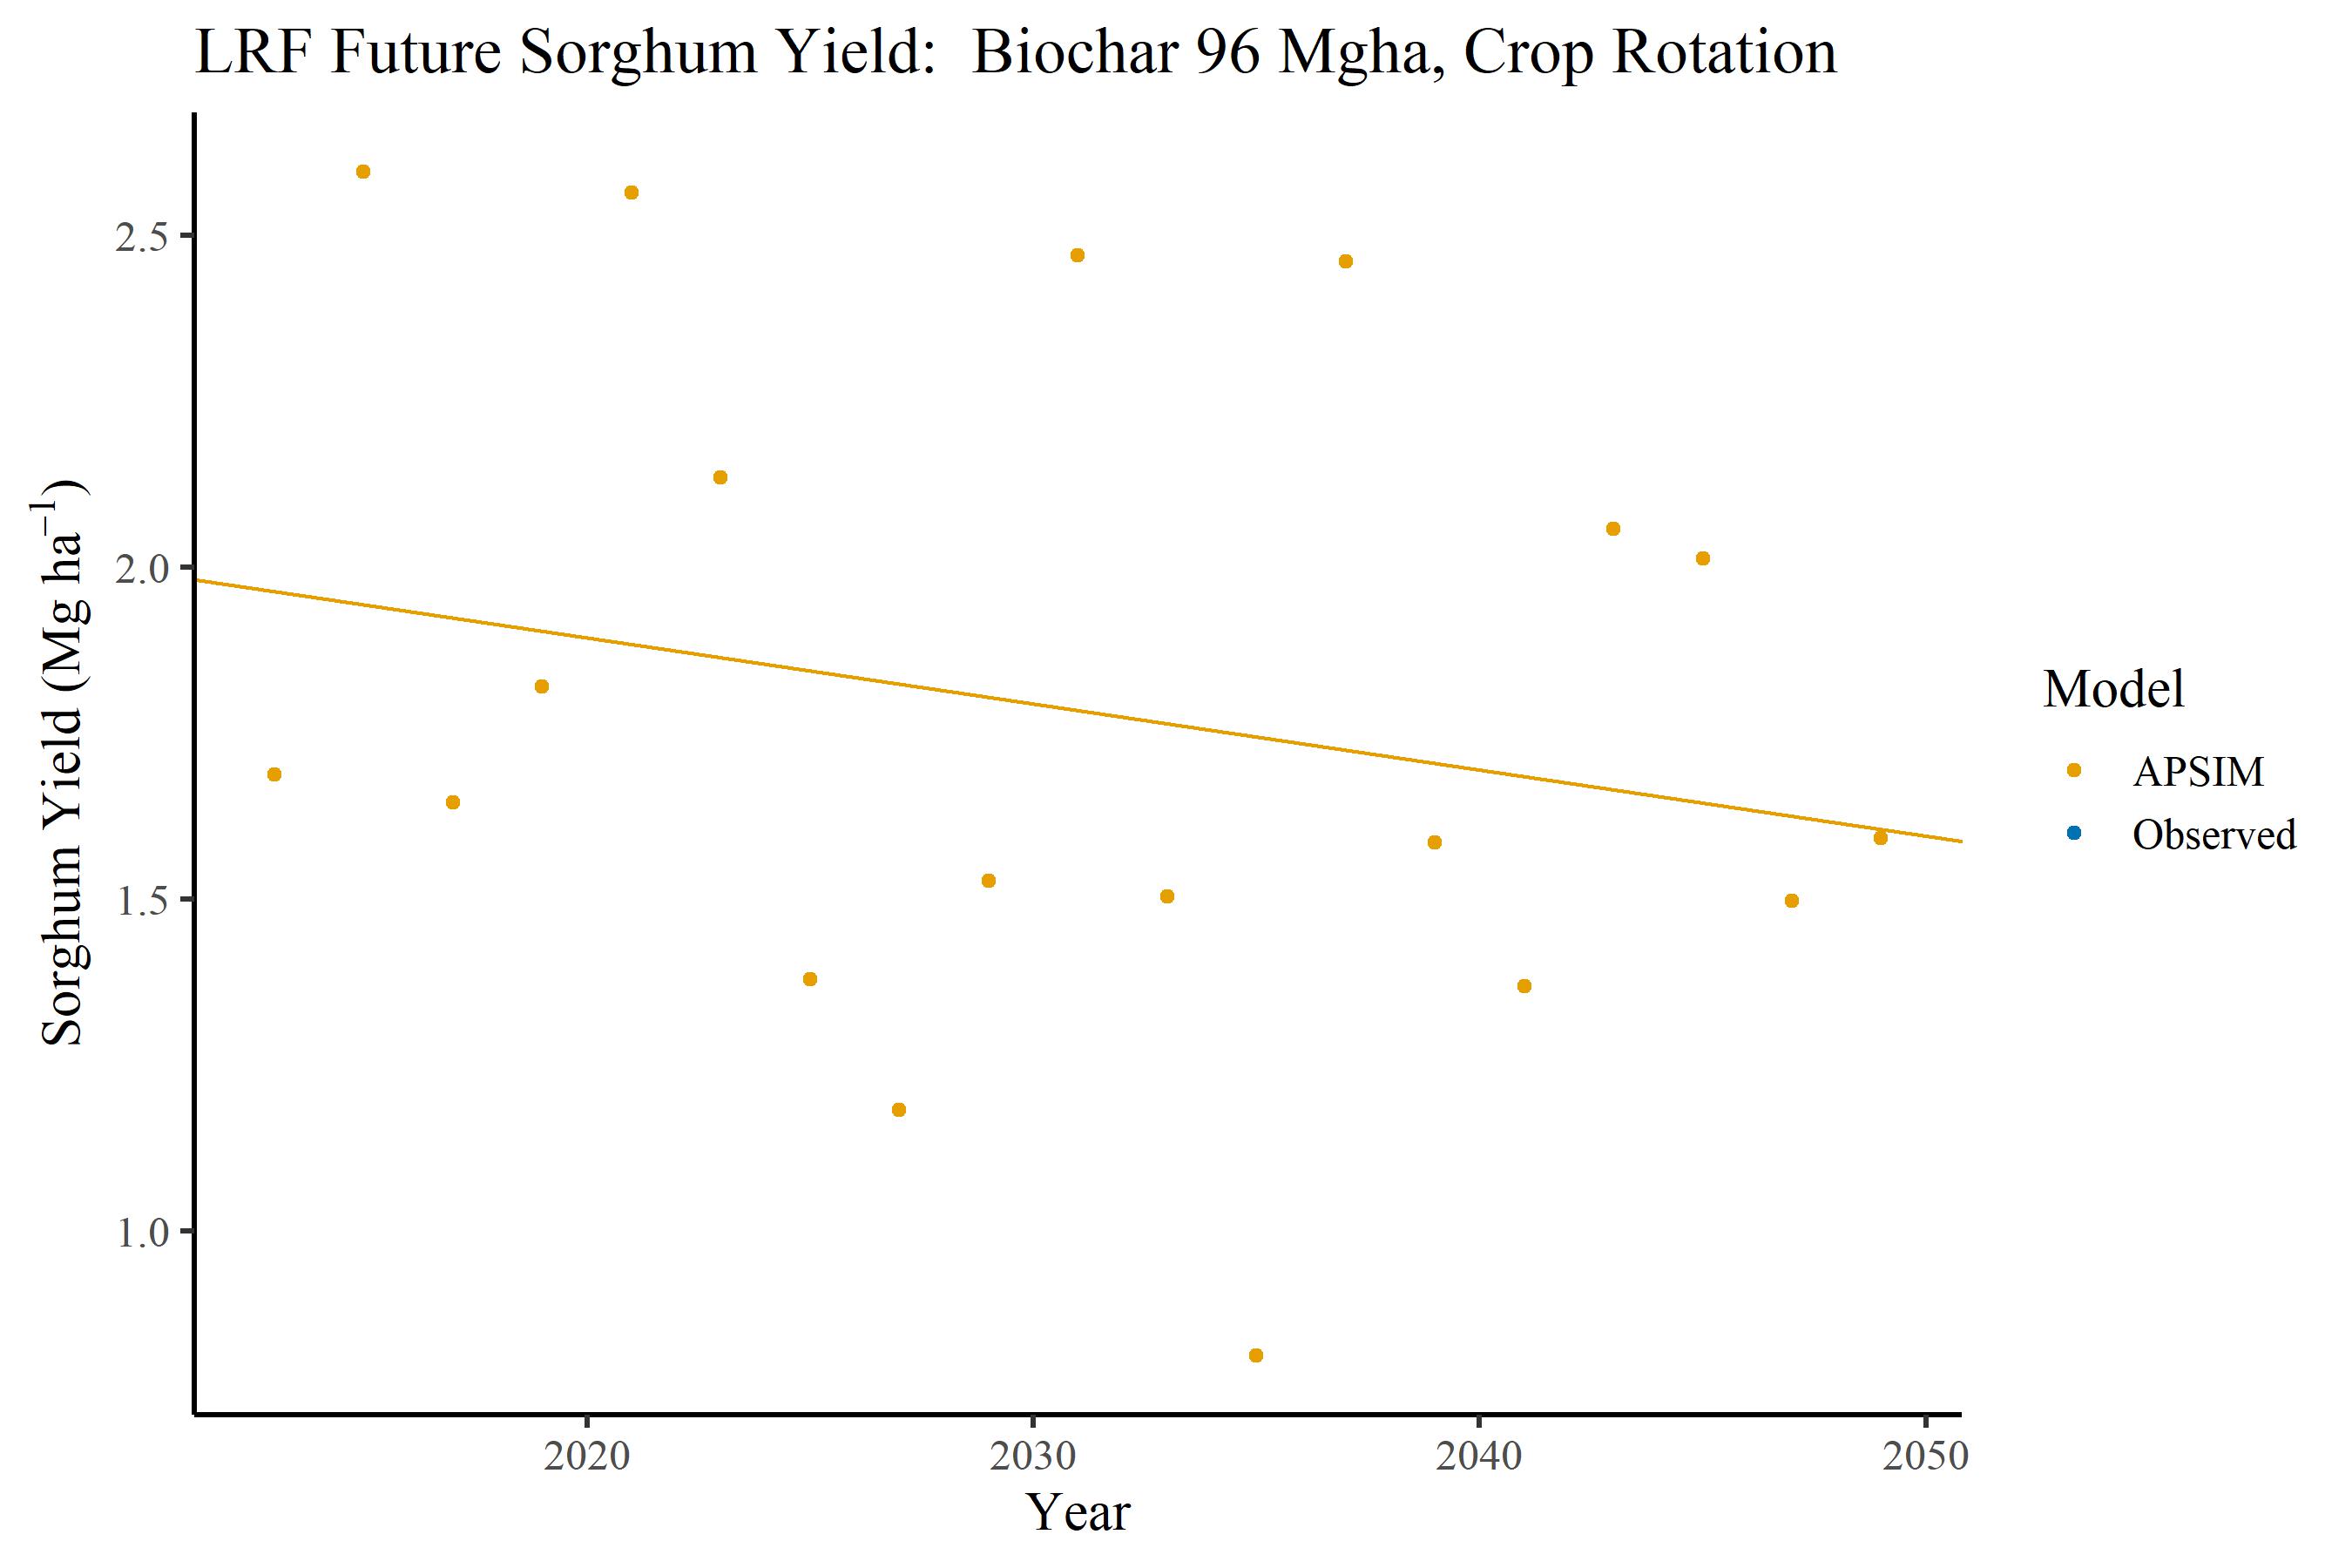 LRF Future Sorghum Yield:  Biochar 96 Mgha, Crop Rotation
Sorghum Yield (Mg ha⁻¹)
2.5
2.0
1.5
1.0
2020 2030 2040 2050
Year
Model
APSIM
Observed